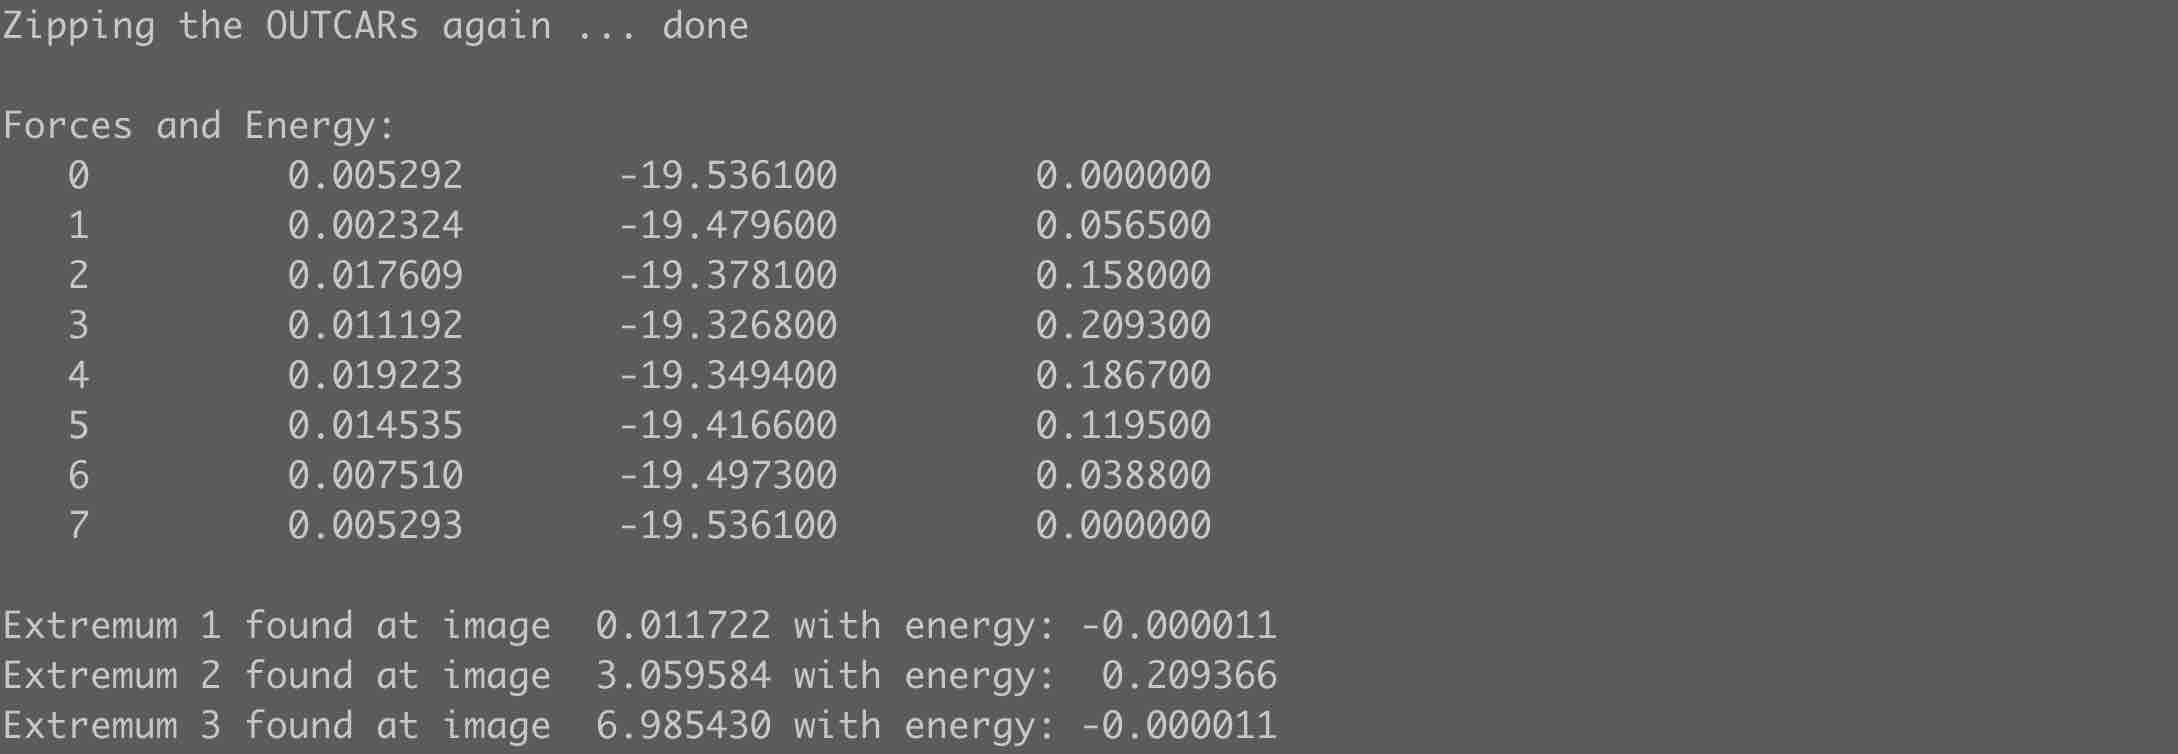 Zipping the OUTCARs again ... done
Forces and Energy:
0 0.005292 -19.536100 0.000000
1 0.002324 -19.479600 0.056500
2 0.017609 -19.378100 0.158000
3 0.011192 -19.326800 0.209300
4 0.019223 -19.349400 0.186700
5 0.014535 -19.416600 0.119500
6 0.007510 -19.497300 0.038800
7 0.005293 -19.536100 0.000000
Extremum 1 found at image 0.011722 with energy: -0.000011
Extremum 2 found at image 3.059584 with energy: 0.209366
Extremum 3 found at image 6.985430 with energy: -0.000011